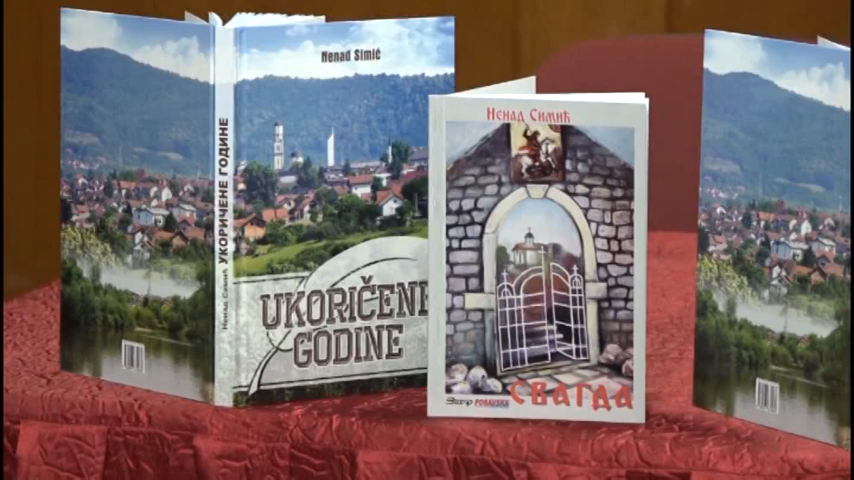 Ненад Симић УКОРИЧЕНЕ ГОДИНЕ
Nenad Simić
UKORIČENE
GODINE
Ненад Симић
СВАГДА